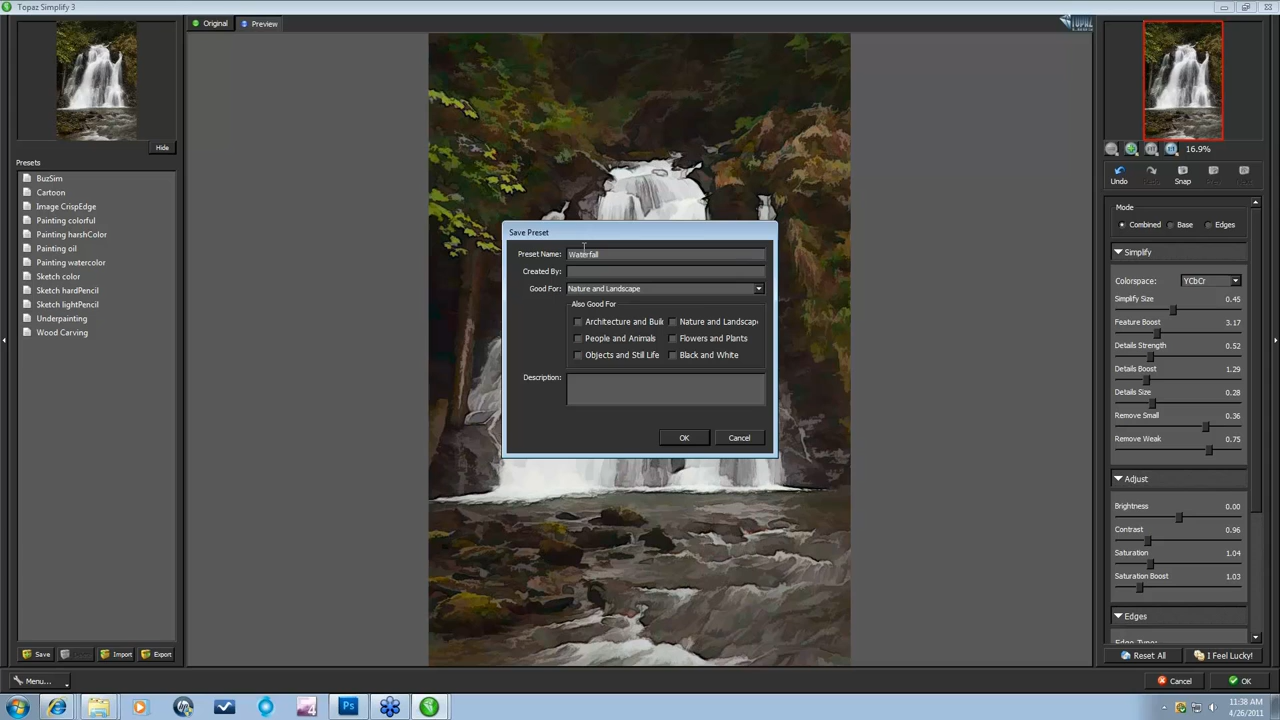 Topaz Simplify 3
Original
Preview
TOPAZ
Hide
Presets
BuzSim
Cartoon
Image CrispEdge
Painting colorful
Painting harshColor
Painting oil
Painting watercolor
Sketch color
Sketch hardPencil
Sketch lightPencil
Underpainting
Wood Carving
Save
Import
Export
Menu...
Save Preset
Preset Name: Waterfall
Created By:
Good For: Nature and Landscape
Also Good For
Architecture and Buil
Nature and Landscape
People and Animals
Flowers and Plants
Objects and Still Life
Black and White
Description:
OK
Cancel
16.9%
Undo
Snap
Mode
Combined
Base
Edges
Simplify
Colorspace: YCbCr
Simplify Size 0.45
Feature Boost 3.17
Details Strength 0.52
Details Boost 1.29
Details Size 0.28
Remove Small 0.36
Remove Weak 0.75
Adjust
Brightness 0.00
Contrast 0.96
Saturation 1.04
Saturation Boost 1.03
Edges
Edge Type:
Reset All
I Feel Lucky!
Cancel
OK
Ps
11:38 AM
4/26/2011